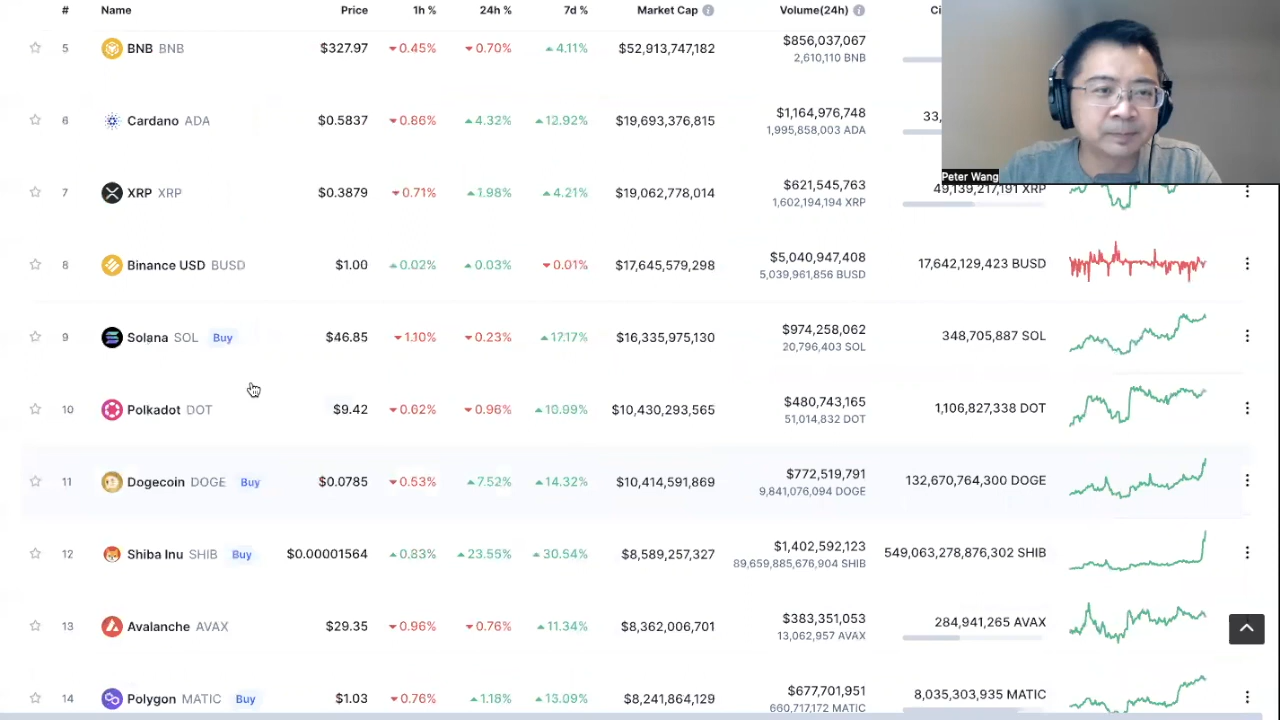 # Name Price 1h % 24h % 7d % Market Cap Volume(24h) Ci
5 BNB BNB $327.97 0.45% 0.70% 4.11% $52,913,747,182 $856,037,067
2,610,110 BNB
6 Cardano ADA $0.5837 0.86% 4.32% 12.92% $19,693,376,815 $1,164,976,748 33,
1,995,858,003 ADA
Peter Wang
7 XRP XRP $0.3879 0.71% 1.98% 4.21% $19,062,778,014 $621,545,763 49,139,217,191 XRP
1,602,194,194 XRP
8 Binance USD BUSD $1.00 0.02% 0.03% 0.01% $17,645,579,298 $5,040,947,408 17,642,129,423 BUSD
5,039,961,856 BUSD
9 Solana SOL Buy $46.85 1.10% 0.23% 17.17% $16,335,975,130 $974,258,062 348,705,887 SOL
20,796,403 SOL
10 Polkadot DOT $9.42 0.62% 0.96% 10.99% $10,430,293,565 $480,743,165 1,106,827,338 DOT
51,014,832 DOT
11 Dogecoin DOGE Buy $0.0785 0.53% 7.52% 14.32% $10,414,591,869 $772,519,791 132,670,764,300 DOGE
9,841,076,094 DOGE
12 Shiba Inu SHIB Buy $0.00001564 0.83% 23.55% 30.54% $8,589,257,327 $1,402,592,123 549,063,278,876,302 SHIB
89,659,885,676,904 SHIB
13 Avalanche AVAX $29.35 0.96% 0.76% 11.34% $8,362,006,701 $383,351,053 284,941,265 AVAX
13,062,957 AVAX
14 Polygon MATIC Buy $1.03 0.76% 1.18% 13.09% $8,241,864,129 $677,701,951 8,035,303,935 MATIC
660,717,172 MATIC